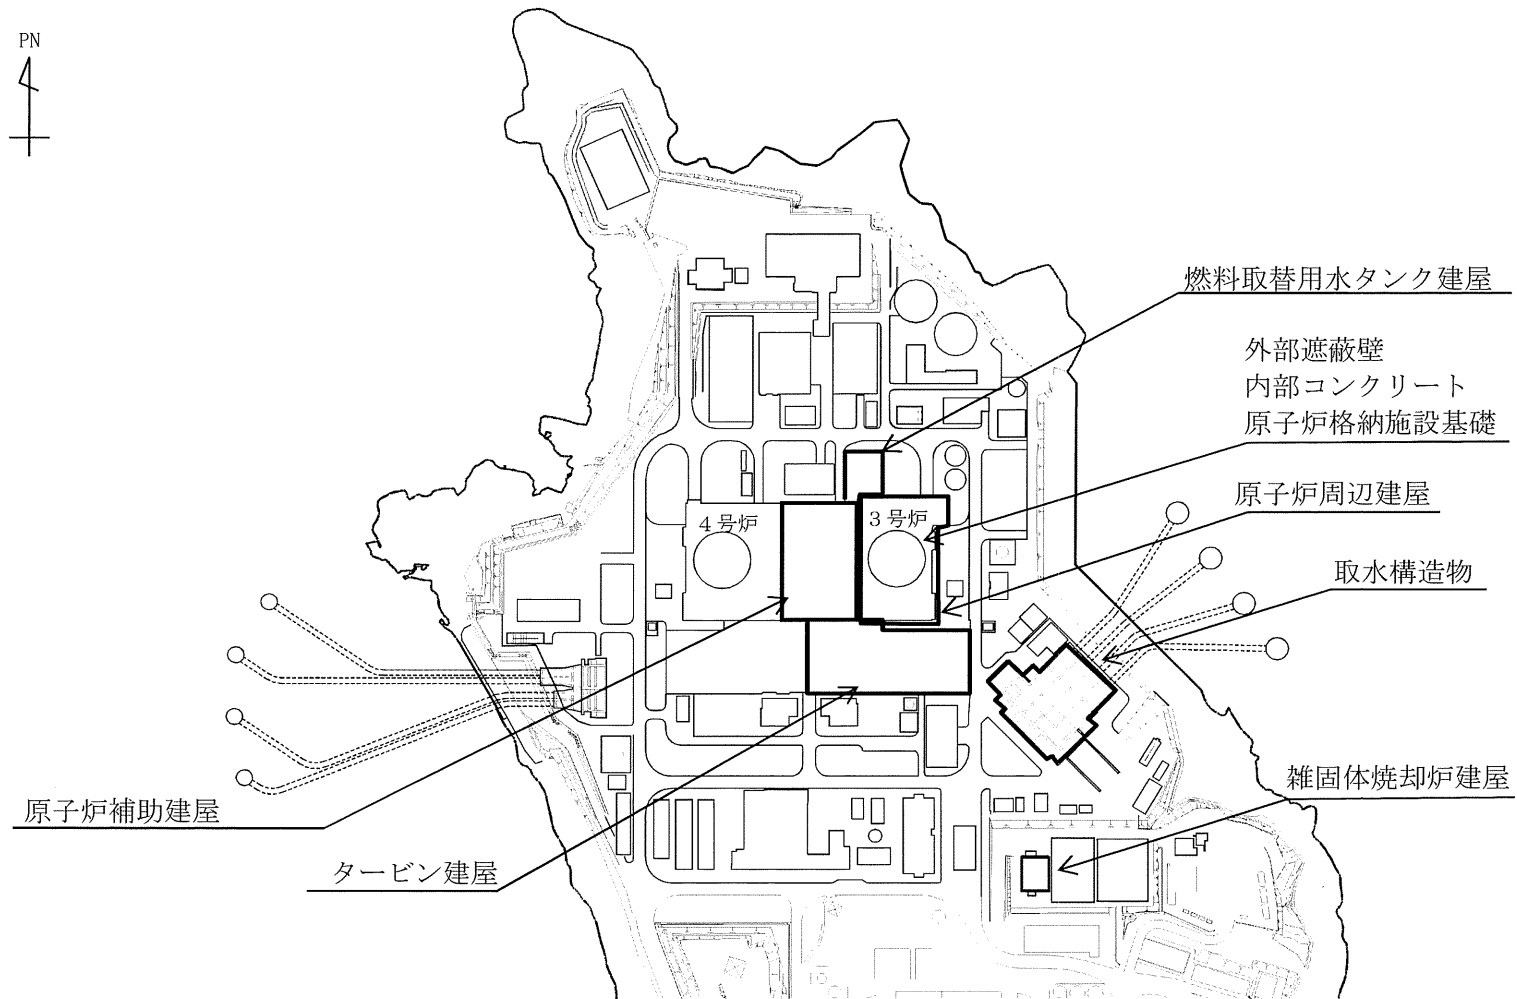 PN
燃料取替用水タンク建屋
外部遮蔽壁
内部コンクリート
原子炉格納施設基礎
原子炉周辺建屋
4号炉
3号炉
取水構造物
雑固体焼却炉建屋
原子炉補助建屋
タービン建屋